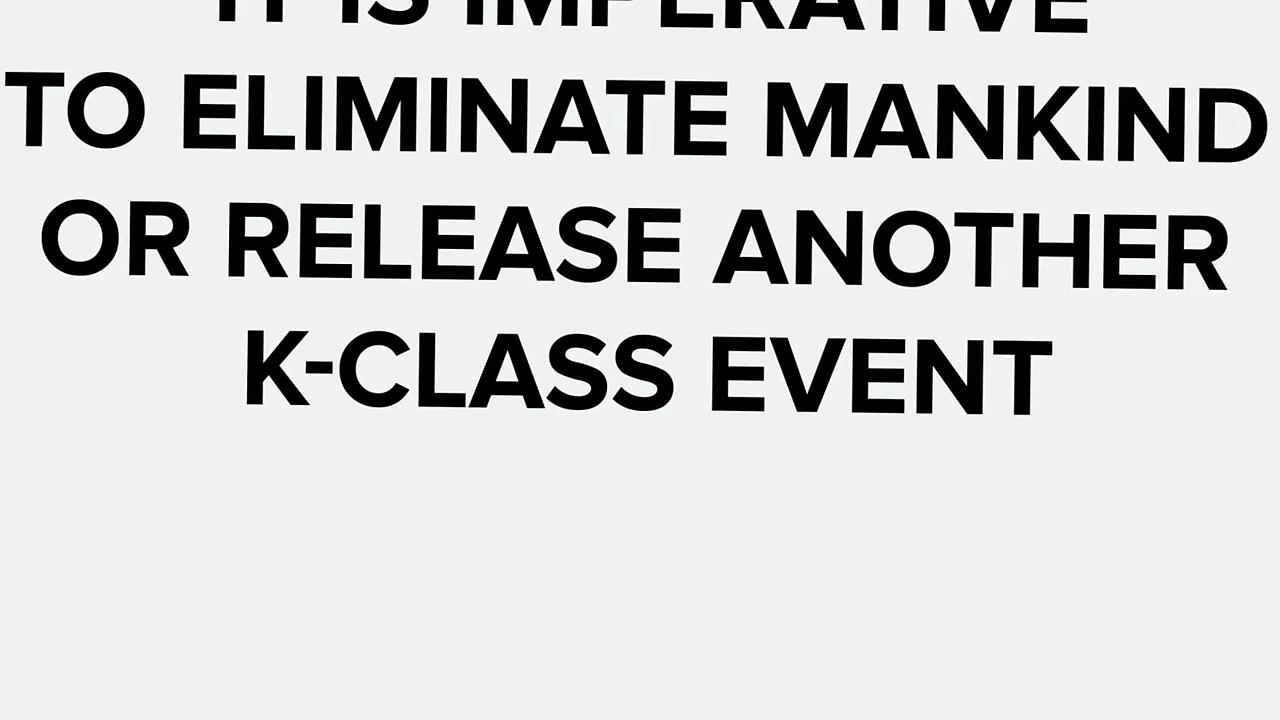 IT IS IMPERATIVE
TO ELIMINATE MANKIND
OR RELEASE ANOTHER
K-CLASS EVENT